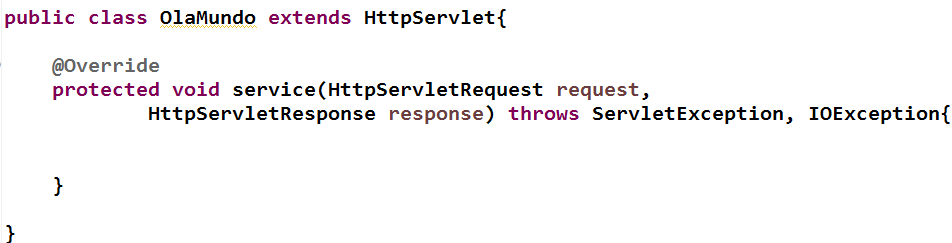 public class OlaMundo extends HttpServlet{
@Override
protected void service(HttpServletRequest request,
HttpServletResponse response) throws ServletException, IOException{
}
}